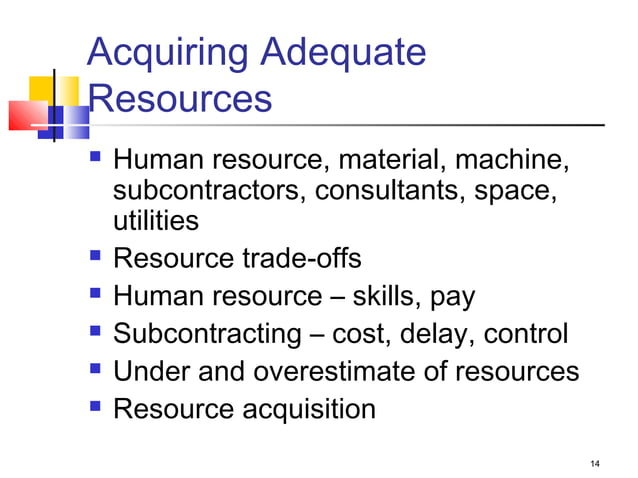 Acquiring Adequate
Resources
Human resource, material, machine,
subcontractors, consultants, space,
utilities
Resource trade-offs
Human resource – skills, pay
Subcontracting – cost, delay, control
Under and overestimate of resources
Resource acquisition
14